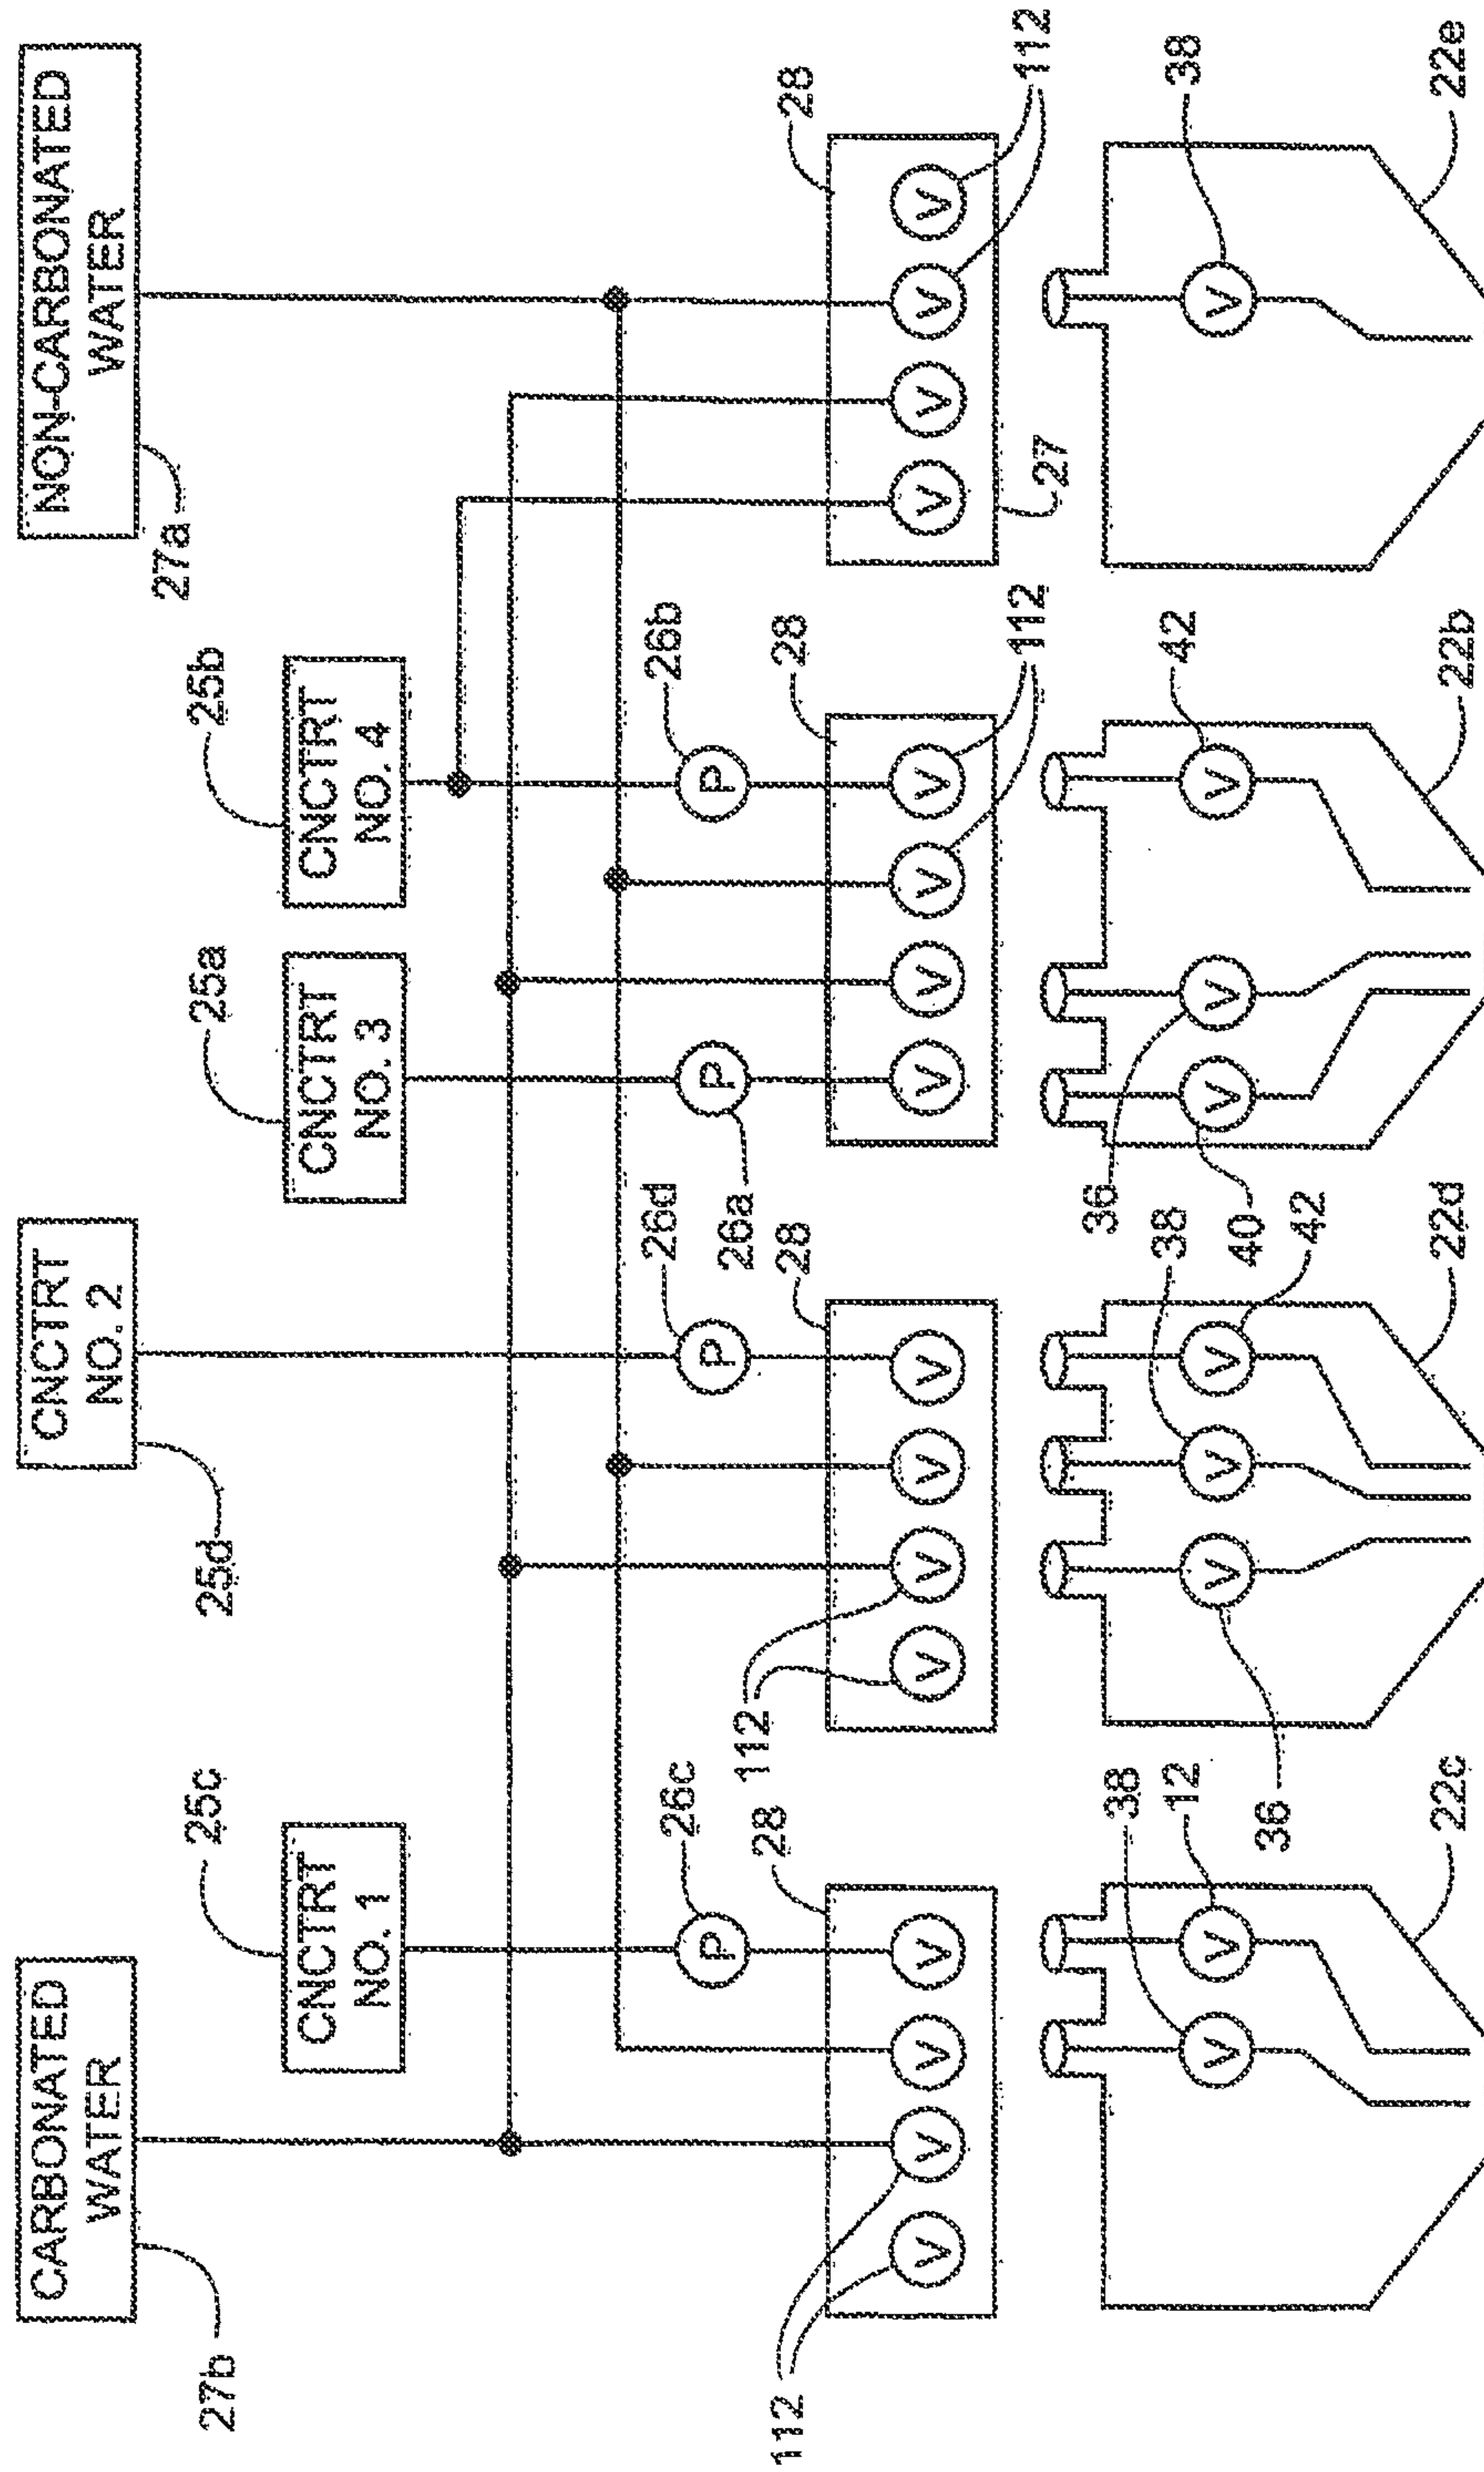 CARBONATED
WATER
27b
CNCTRT
NO. 1
25c
CNCTRT
NO. 2
25d
CNCTRT
NO. 3
25a
CNCTRT
NO. 4
25b
NON-CARBONATED
WATER
27a
P
26c
P
26d
P
26a
P
26b
28
V
V
V
V
112
28
V
V
V
V
112
28
V
V
V
V
112
28
V
V
V
V
112
27
38
V
12
V
22c
36
V
38
V
42
V
22d
40
V
36
V
42
V
22b
38
V
22e